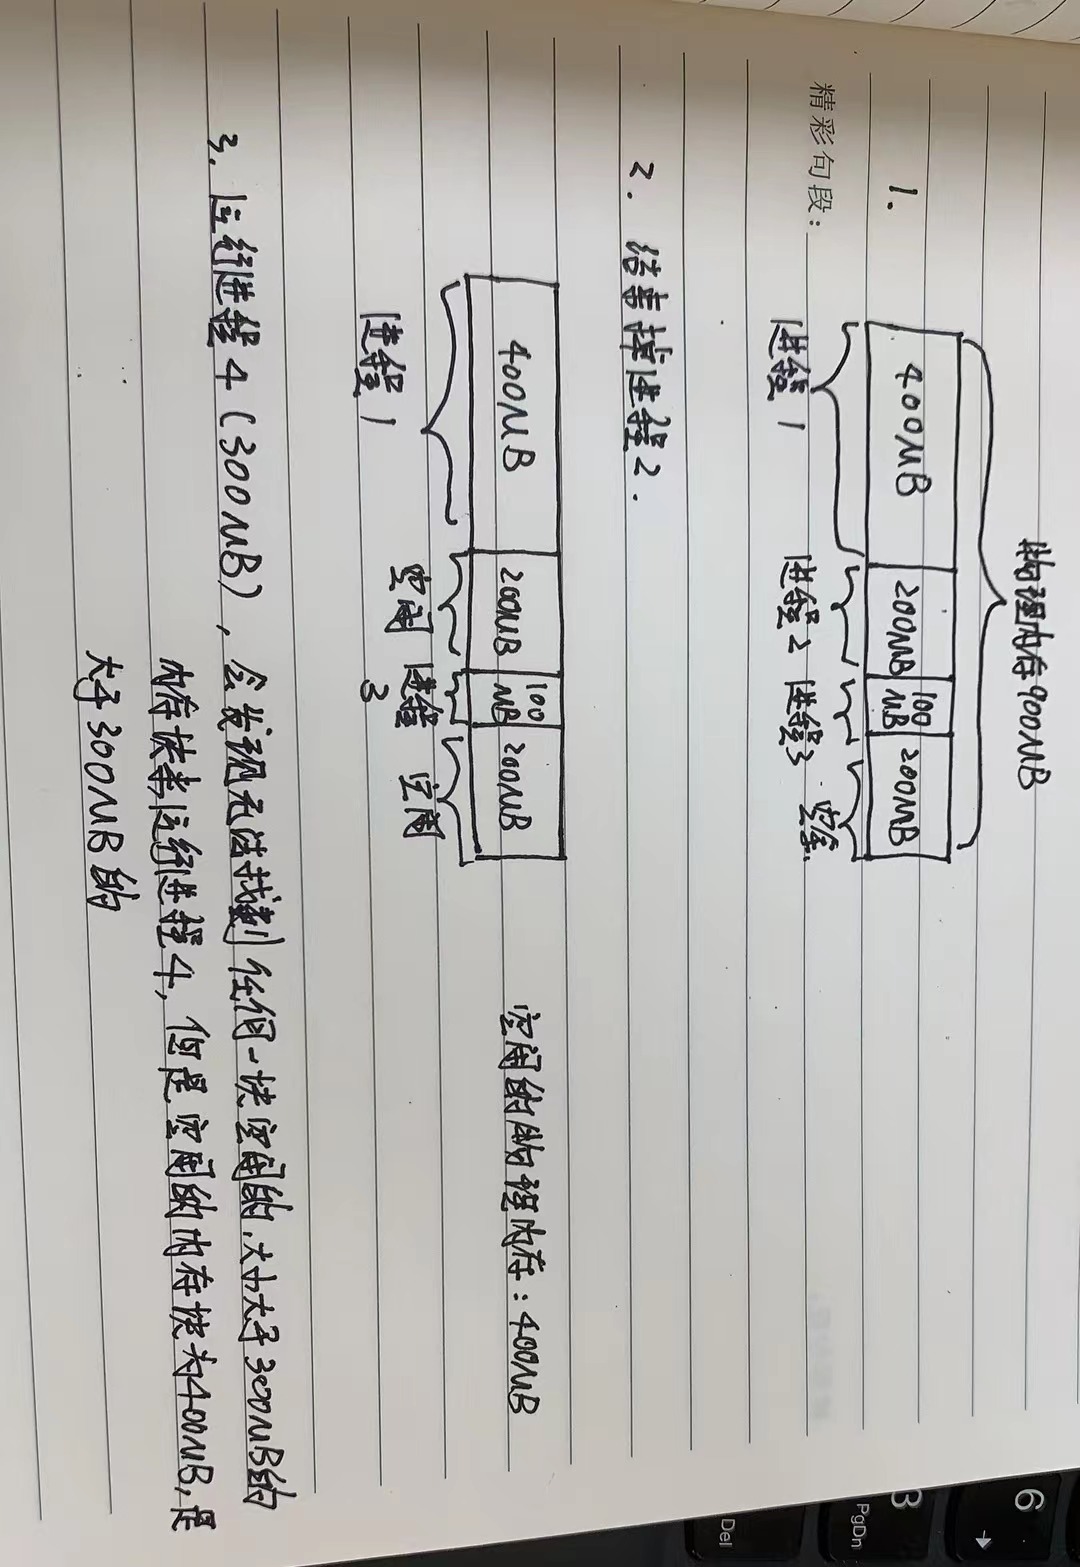 精彩句段：
物理内存900MB
1.
400MB 200MB 100MB 200MB
进程1 进程2 进程3 空余
2. 结束掉进程2.
400MB 200MB 100MB 200MB
空闲的物理内存：400MB
进程1 空闲 进程3 空闲
3. 运行进程4（300MB），会发现无法找到任何一块空闲的、大小大于300MB的
内存块来运行进程4，但是空闲的内存块为400MB，是
大于300MB的
6
3
PgDn
Del